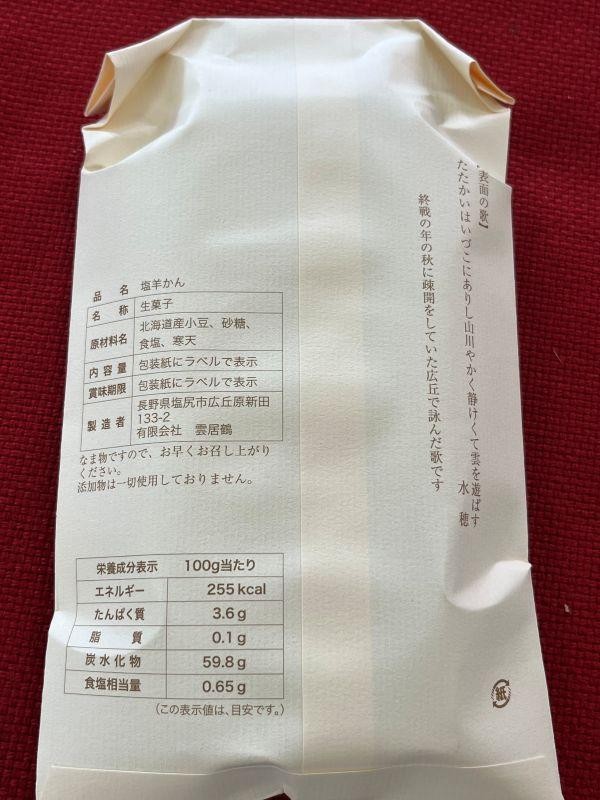 【表面の歌】
たたかいはいづこにありし山川やかく静けくて雲を遊ばす
水穂
終戦の年の秋に疎開をしていた広丘で詠んだ歌です
品名 塩羊かん
名称 生菓子
原材料名 北海道産小豆、砂糖、
食塩、寒天
内容量 包装紙にラベルで表示
賞味期限 包装紙にラベルで表示
製造者 長野県塩尻市広丘原新田
133-2
有限会社 雲居鶴
なま物ですので、お早くお召し上がり
ください。
添加物は一切使用しておりません。
栄養成分表示 100g当たり
エネルギー 255kcal
たんぱく質 3.6g
脂質 0.1g
炭水化物 59.8g
食塩相当量 0.65g
（この表示値は、目安です。）
紙